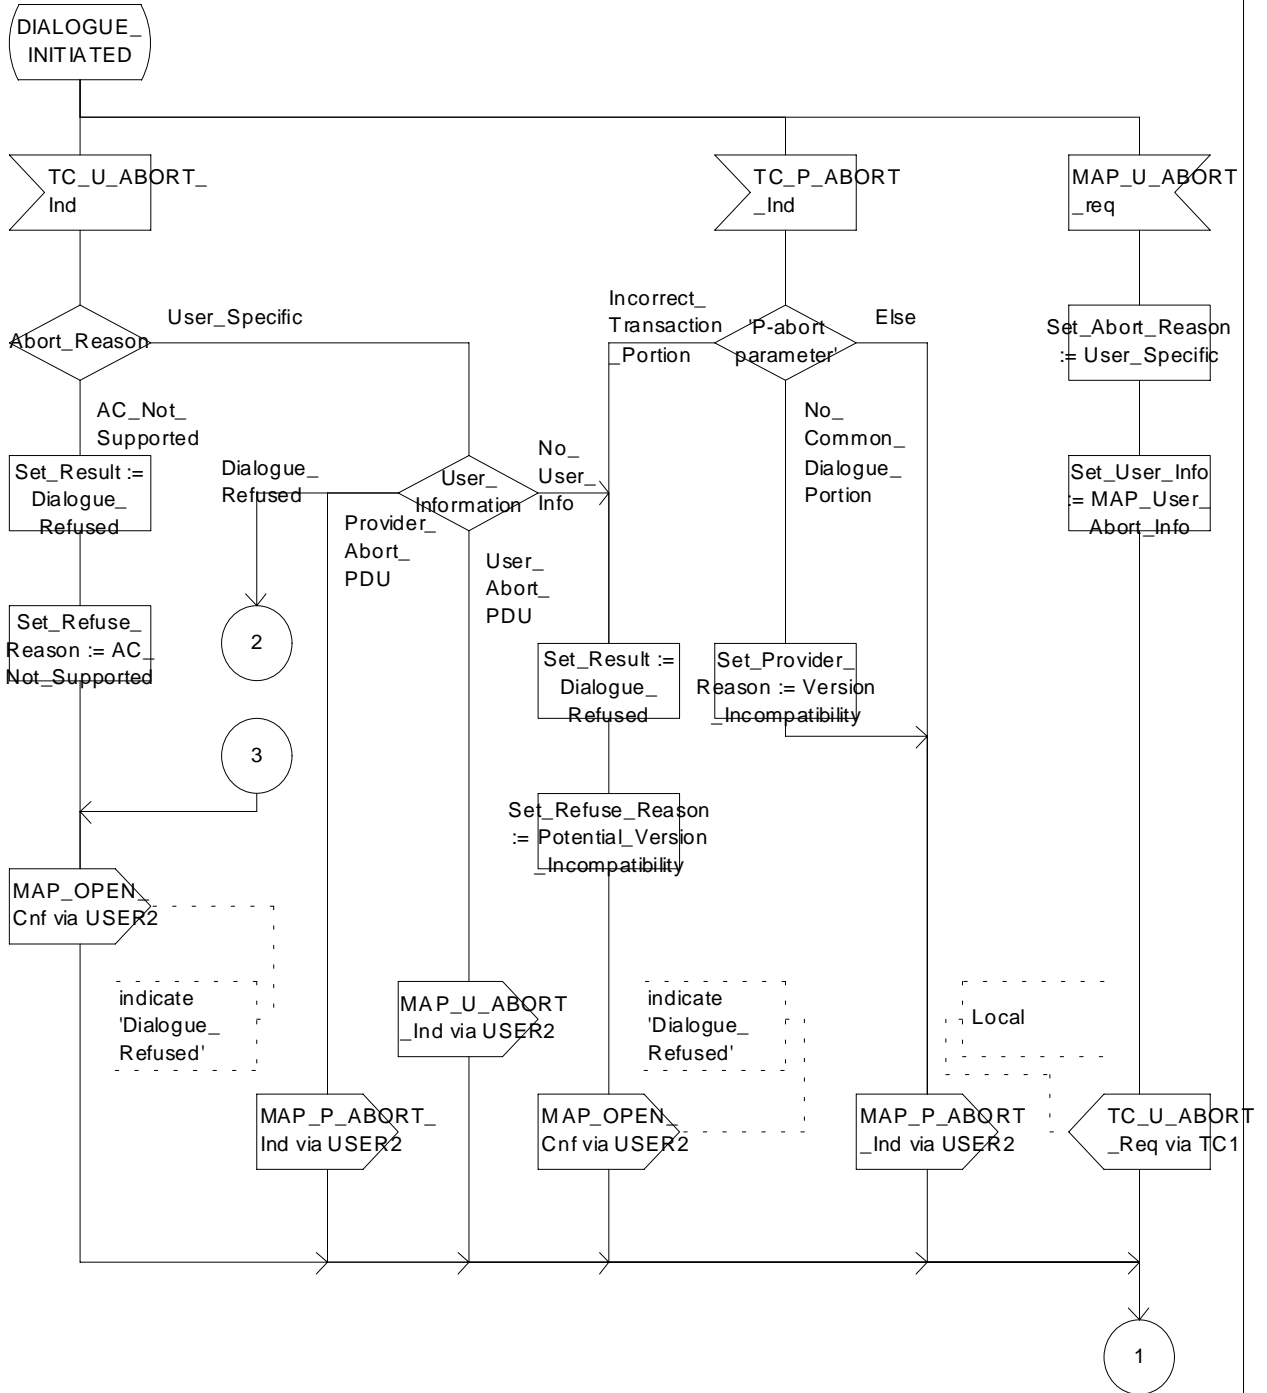 DIALOGUE_
INITIATED
TC_U_ABORT_
Ind
TC_P_ABORT
_Ind
MAP_U_ABORT
_req
Abort_Reason
User_Specific
Incorrect_
Transaction
_Portion
'P-abort
parameter'
Else
Set_Abort_Reason
:= User_Specific
AC_Not_
Supported
Set_Result :=
Dialogue_
Refused
Dialogue_
Refused
Provider_
Abort_
PDU
User_
Information
No_
User_
Info
User_
Abort_
PDU
No_
Common_
Dialogue_
Portion
Set_User_Info
:= MAP_User_
Abort_Info
Set_Refuse_
Reason := AC_
Not_Supported
2
Set_Result :=
Dialogue_
Refused
Set_Provider_
Reason := Version
_Incompatibility
3
Set_Refuse_Reason
:= Potential_Version
_Incompatibility
MAP_OPEN_
Cnf via USER2
indicate
'Dialogue_
Refused'
MAP_U_ABORT
_Ind via USER2
indicate
'Dialogue_
Refused'
Local
MAP_P_ABORT_
Ind via USER2
MAP_OPEN_
Cnf via USER2
MAP_P_ABORT
_Ind via USER2
TC_U_ABORT
_Req via TC1
1